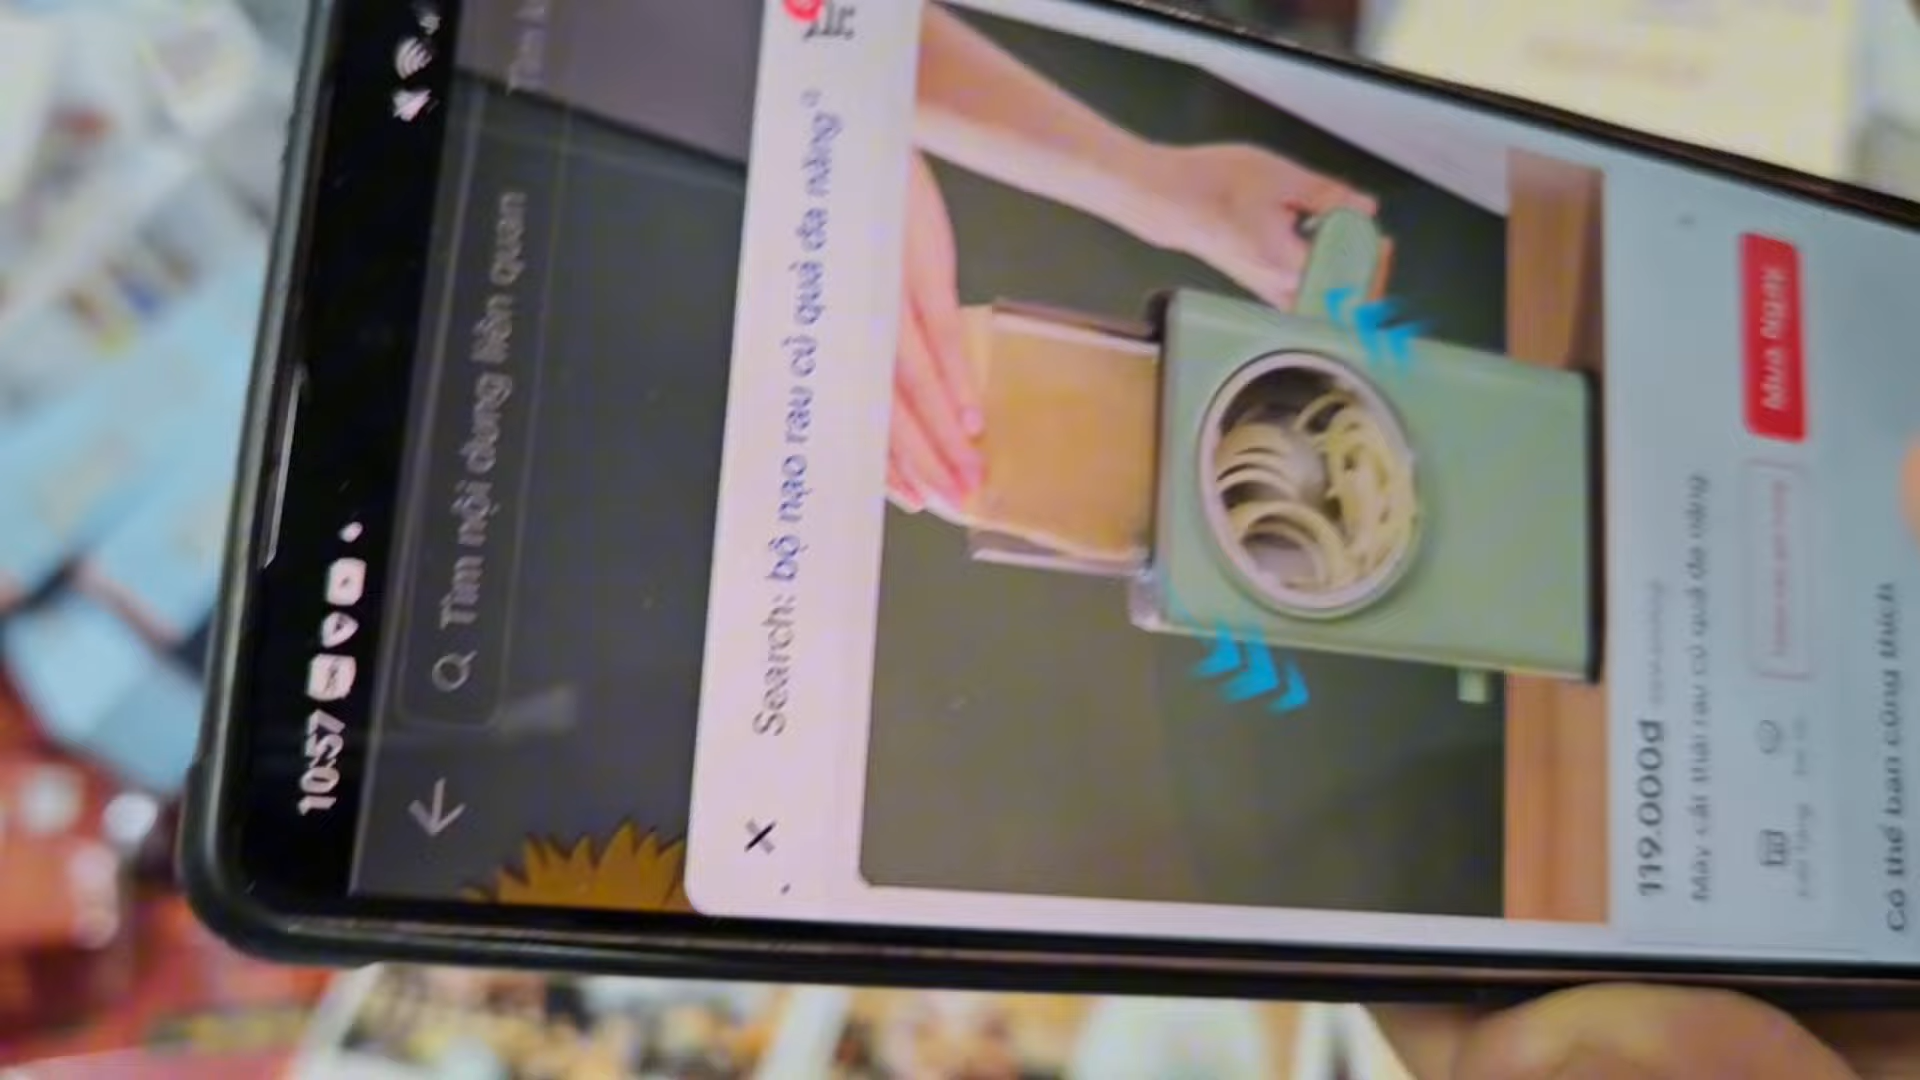 10:57
Tìm nội dung liên quan
Tìm
Search: bộ nạo rau củ quả đa năng
119.000đ
Máy cắt thái rau củ quả đa năng
Mua ngay
Có thể bạn cũng thích